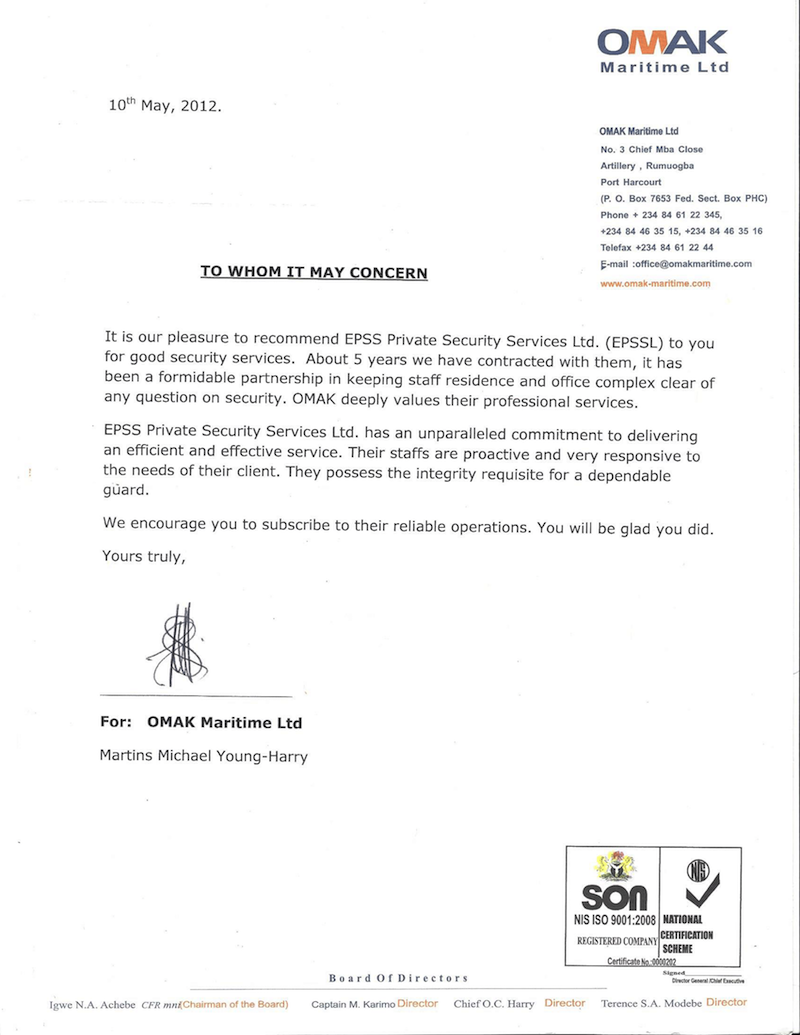 OMAK
Maritime Ltd
10th May, 2012.
OMAK Maritime Ltd
No. 3 Chief Mba Close
Artillery , Rumuogba
Port Harcourt
(P. O. Box 7653 Fed. Sect. Box PHC)
Phone + 234 84 61 22 345,
+234 84 46 35 15, +234 84 46 35 16
Telefax +234 84 61 22 44
E-mail :office@omakmaritime.com
www.omak-maritime.com
TO WHOM IT MAY CONCERN
It is our pleasure to recommend EPSS Private Security Services Ltd. (EPSSL) to you
for good security services. About 5 years we have contracted with them, it has
been a formidable partnership in keeping staff residence and office complex clear of
any question on security. OMAK deeply values their professional services.
EPSS Private Security Services Ltd. has an unparalleled commitment to delivering
an efficient and effective service. Their staffs are proactive and very responsive to
the needs of their client. They possess the integrity requisite for a dependable
guard.
We encourage you to subscribe to their reliable operations. You will be glad you did.
Yours truly,
For: OMAK Maritime Ltd
Martins Michael Young-Harry
SON
NIS ISO 9001:2008
REGISTERED COMPANY
NIS
NATIONAL
CERTIFICATION
SCHEME
Certificate No.:0000202
Signed
Director General /Chief Executive
Board Of Directors
Igwe N.A. Achebe CFR mni(Chairman of the Board) Captain M. Karimo Director Chief O.C. Harry Director Terence S.A. Modebe Director